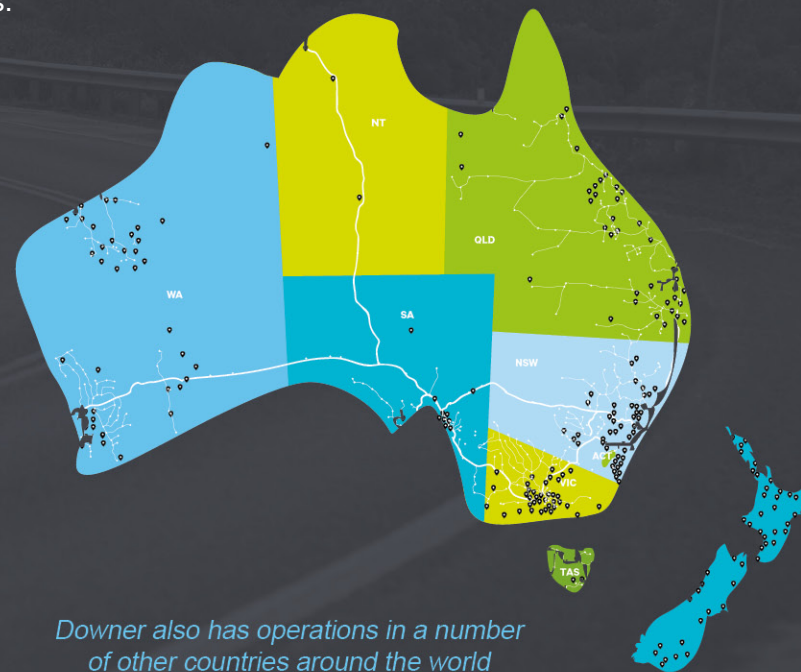 s.
NT
QLD
WA
SA
NSW
ACT
VIC
TAS
Downer also has operations in a number
of other countries around the world